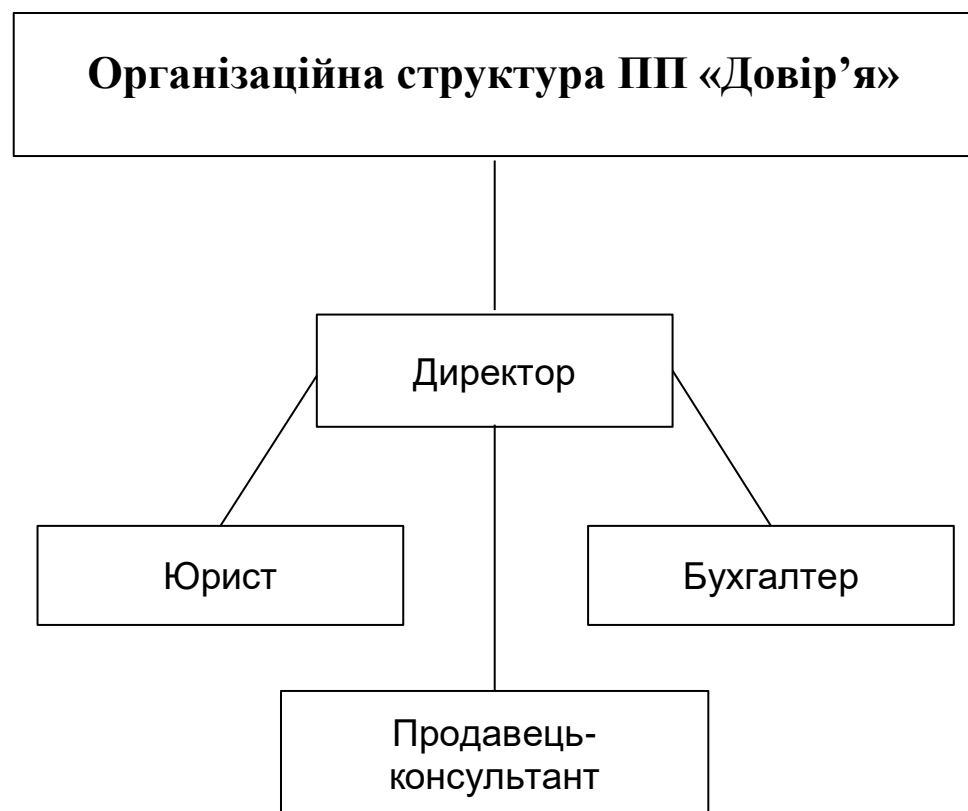 Організаційна структура ПП «Довір’я»
Директор
Юрист
Бухгалтер
Продавець-
консультант